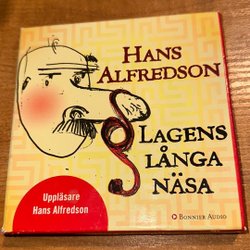 HANS
ALFREDSON
LAGENS
LÅNGA
NÄSA
Uppläsare
Hans Alfredson
BONNIER AUDIO